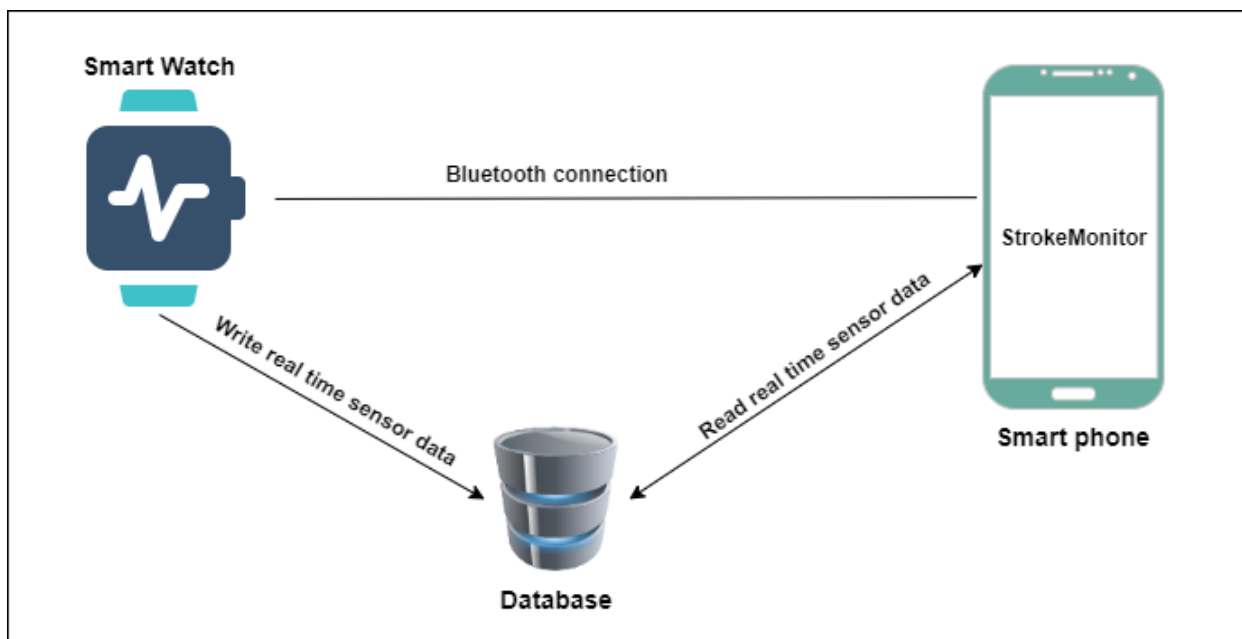 Smart Watch
Bluetooth connection
StrokeMonitor
Write real time sensor data
Read real time sensor data
Smart phone
Database